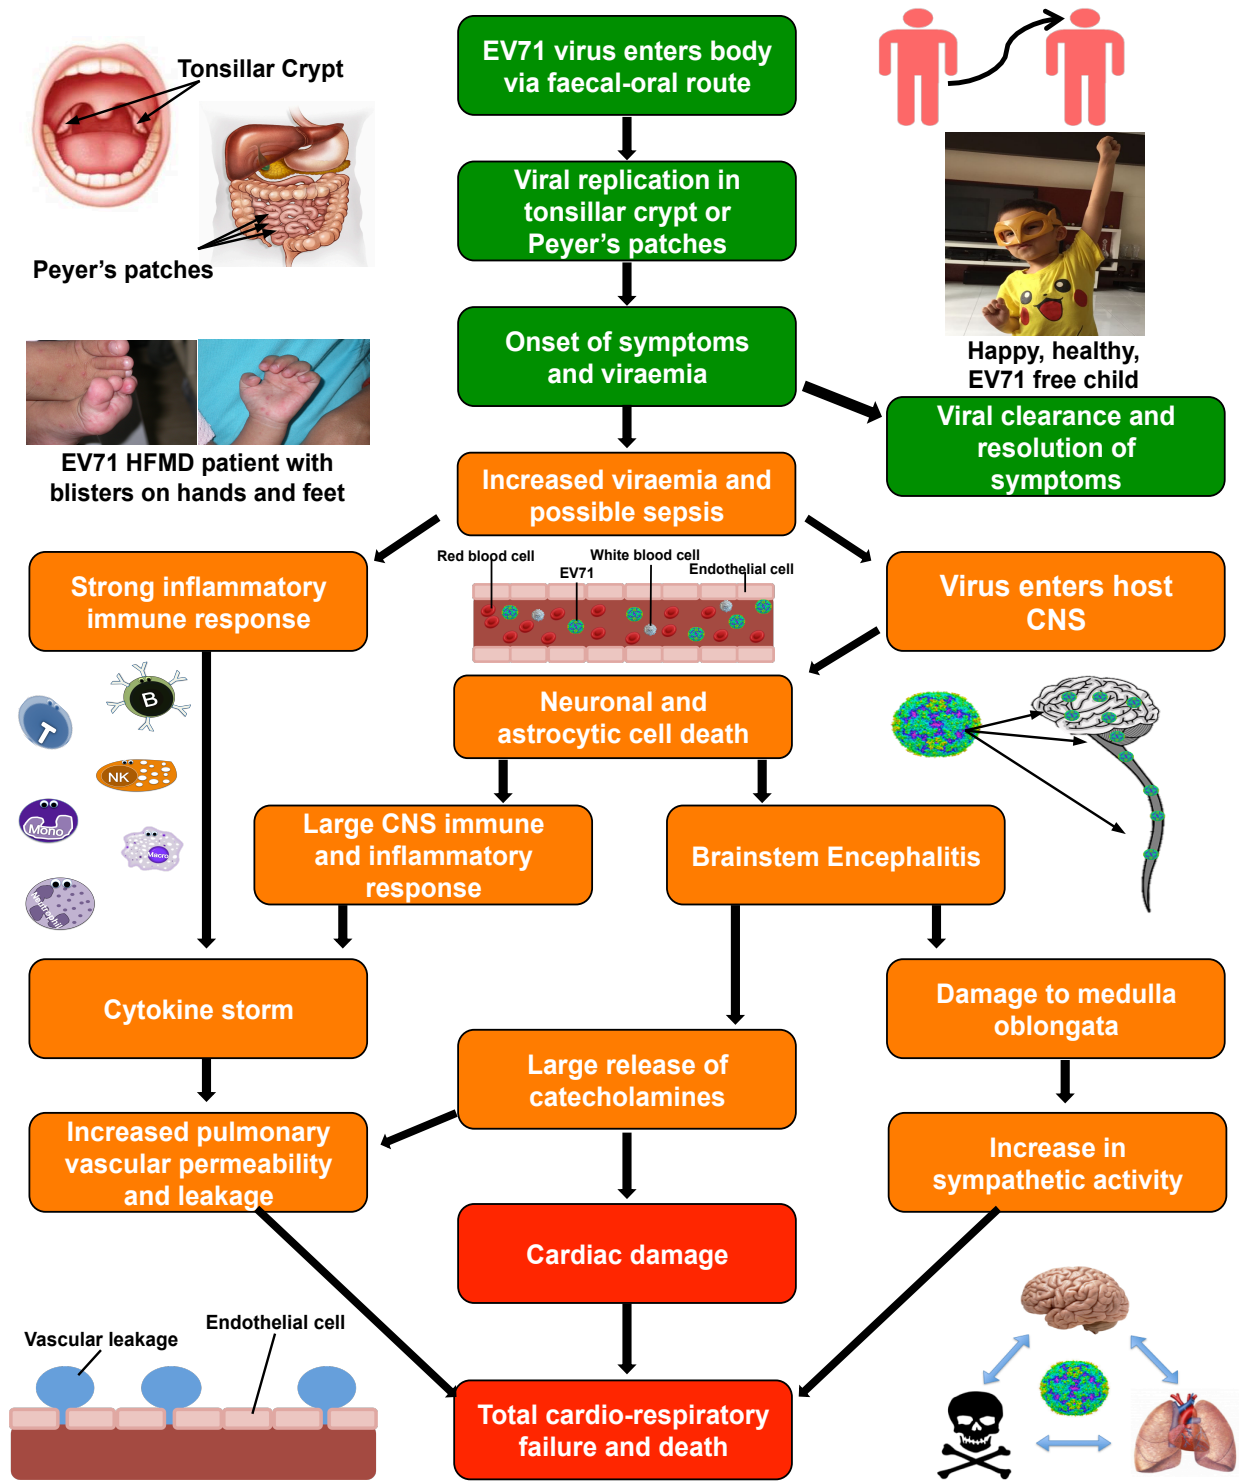 EV71 virus enters body
via faecal-oral route
Tonsillar Crypt
Viral replication in
tonsillar crypt or
Peyer's patches
Peyer's patches
Onset of symptoms
and viraemia
Happy, healthy,
EV71 free child
Viral clearance and
resolution of
symptoms
EV71 HFMD patient with
blisters on hands and feet
Increased viraemia and
possible sepsis
Strong inflammatory
immune response
Red blood cell
EV71
White blood cell
Endothelial cell
Virus enters host
CNS
T
B
NK
Mono
Macro
Neutrophil
Neuronal and
astrocytic cell death
Large CNS immune
and inflammatory
response
Brainstem Encephalitis
Cytokine storm
Large release of
catecholamines
Damage to medulla
oblongata
Increased pulmonary
vascular permeability
and leakage
Increase in
sympathetic activity
Cardiac damage
Vascular leakage
Endothelial cell
Total cardio-respiratory
failure and death